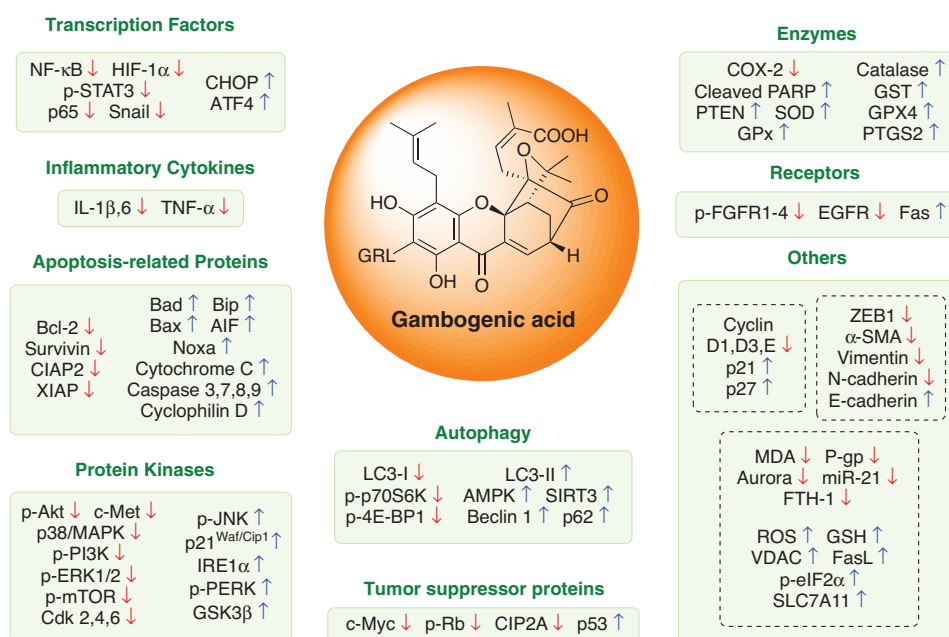 Transcription Factors
NF-κB ↓ HIF-1α ↓
p-STAT3 ↓
p65 ↓ Snail ↓
CHOP ↑
ATF4 ↑
Inflammatory Cytokines
IL-1β,6 ↓ TNF-α ↓
Apoptosis-related Proteins
Bcl-2 ↓
Survivin ↓
CIAP2 ↓
XIAP ↓
Bad ↑ Bip ↑
Bax ↑ AIF ↑
Noxa ↑
Cytochrome C ↑
Caspase 3,7,8,9 ↑
Cyclophilin D ↑
Protein Kinases
p-Akt ↓ c-Met ↓
p38/MAPK ↓
p-PI3K ↓
p-ERK1/2 ↓
p-mTOR ↓
Cdk 2,4,6 ↓
p-JNK ↑
p21Waf/Cip1 ↑
IRE1α ↑
p-PERK ↑
GSK3β ↑
COOH
O
HO
O
O
GRL
H
OH
O
Gambogenic acid
Autophagy
LC3-I ↓
p-p70S6K ↓
p-4E-BP1 ↓
LC3-II ↑
AMPK ↑ SIRT3 ↑
Beclin 1 ↑ p62 ↑
Tumor suppressor proteins
c-Myc ↓ p-Rb ↓ CIP2A ↓ p53 ↑
Enzymes
COX-2 ↓
Cleaved PARP ↑
PTEN ↑ SOD ↑
GPx ↑
Catalase ↑
GST ↑
GPX4 ↑
PTGS2 ↑
Receptors
p-FGFR1-4 ↓ EGFR ↓ Fas ↑
Others
Cyclin
D1,D3,E ↓
p21 ↑
p27 ↑
ZEB1 ↓
α-SMA ↓
Vimentin ↓
N-cadherin ↓
E-cadherin ↑
MDA ↓ P-gp ↓
Aurora ↓ miR-21 ↓
FTH-1 ↓
ROS ↑ GSH ↑
VDAC ↑ FasL ↑
p-eIF2α ↑
SLC7A11 ↑